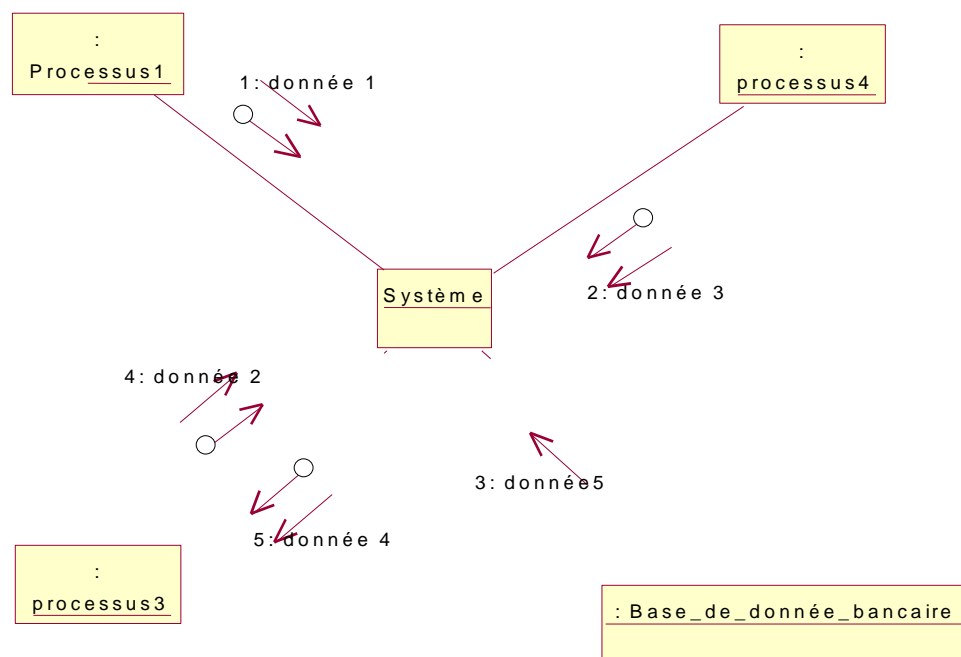 :
Processus1
:
processus4
1: donnée 1
Système
2: donnée 3
4: donnée 2
3: donnée5
5: donnée 4
:
processus3
: Base_de_donnée_bancaire